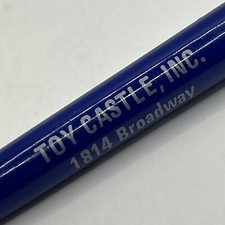 TOY CASTLE, INC.
1814 Broadway